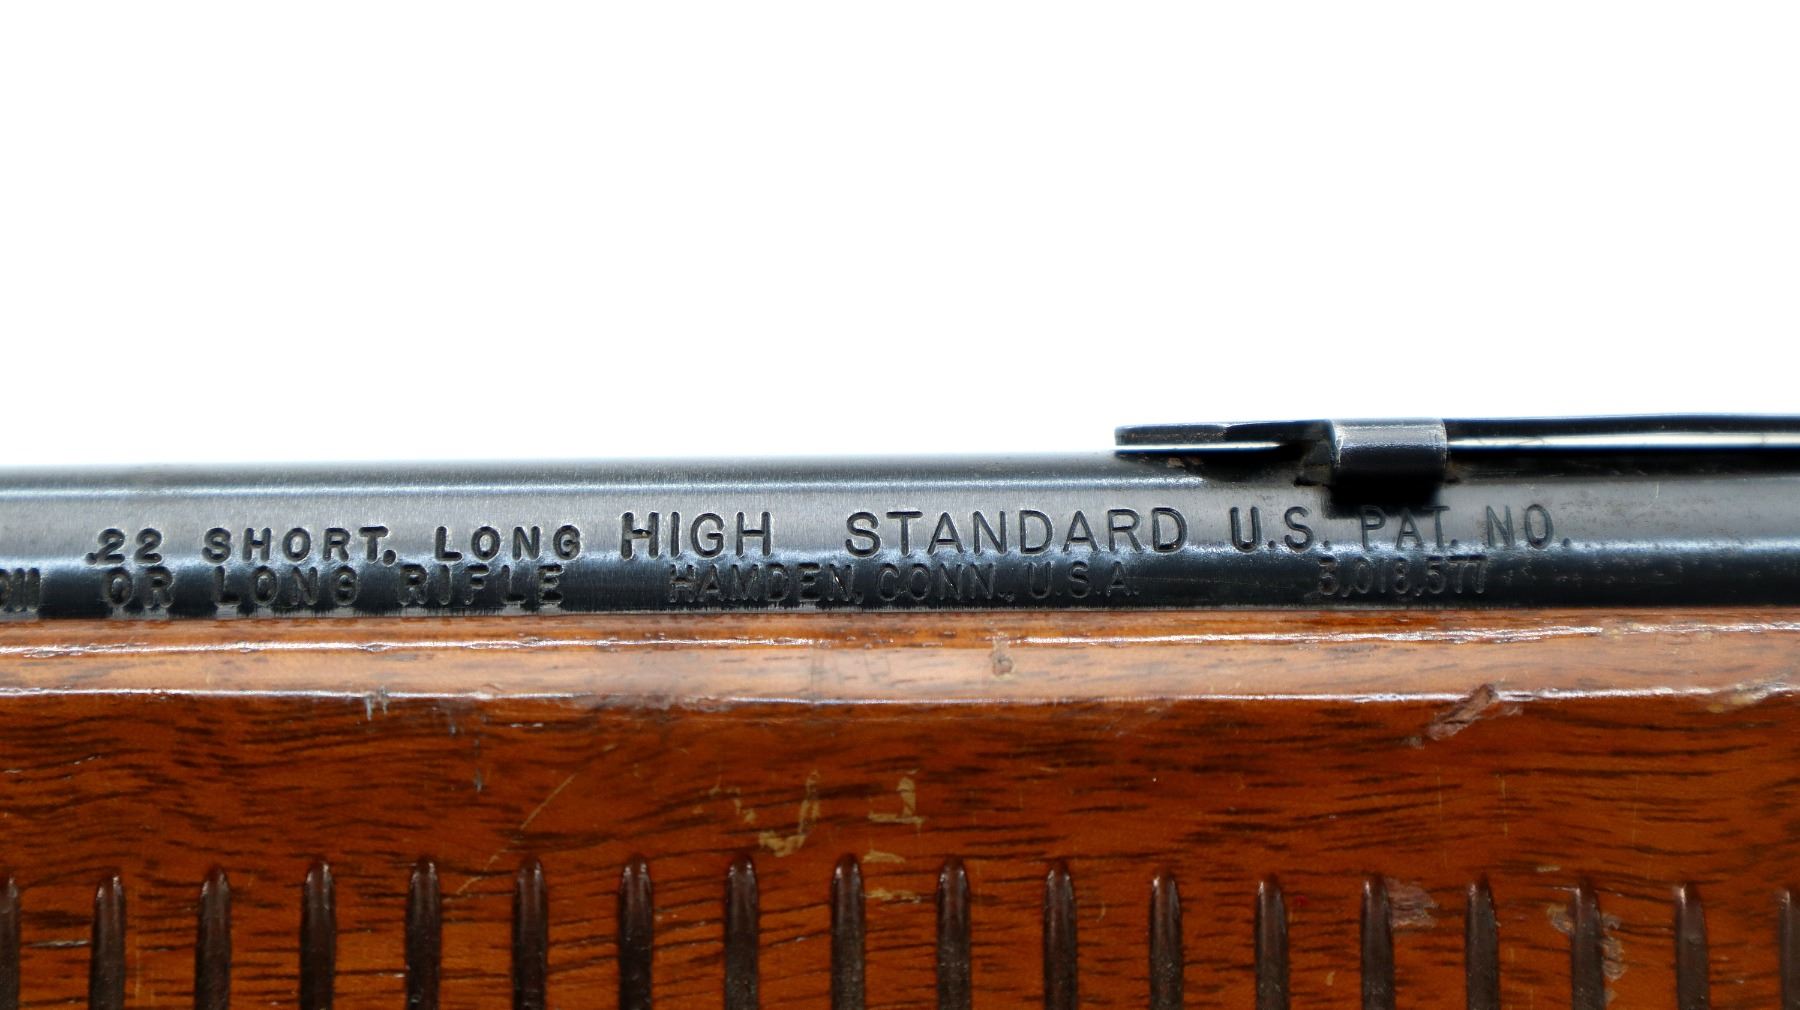 .22 SHORT, LONG HIGH STANDARD U.S. PAT. NO.
OR LONG RIFLE HAMDEN, CONN., U.S.A. 3,018,577